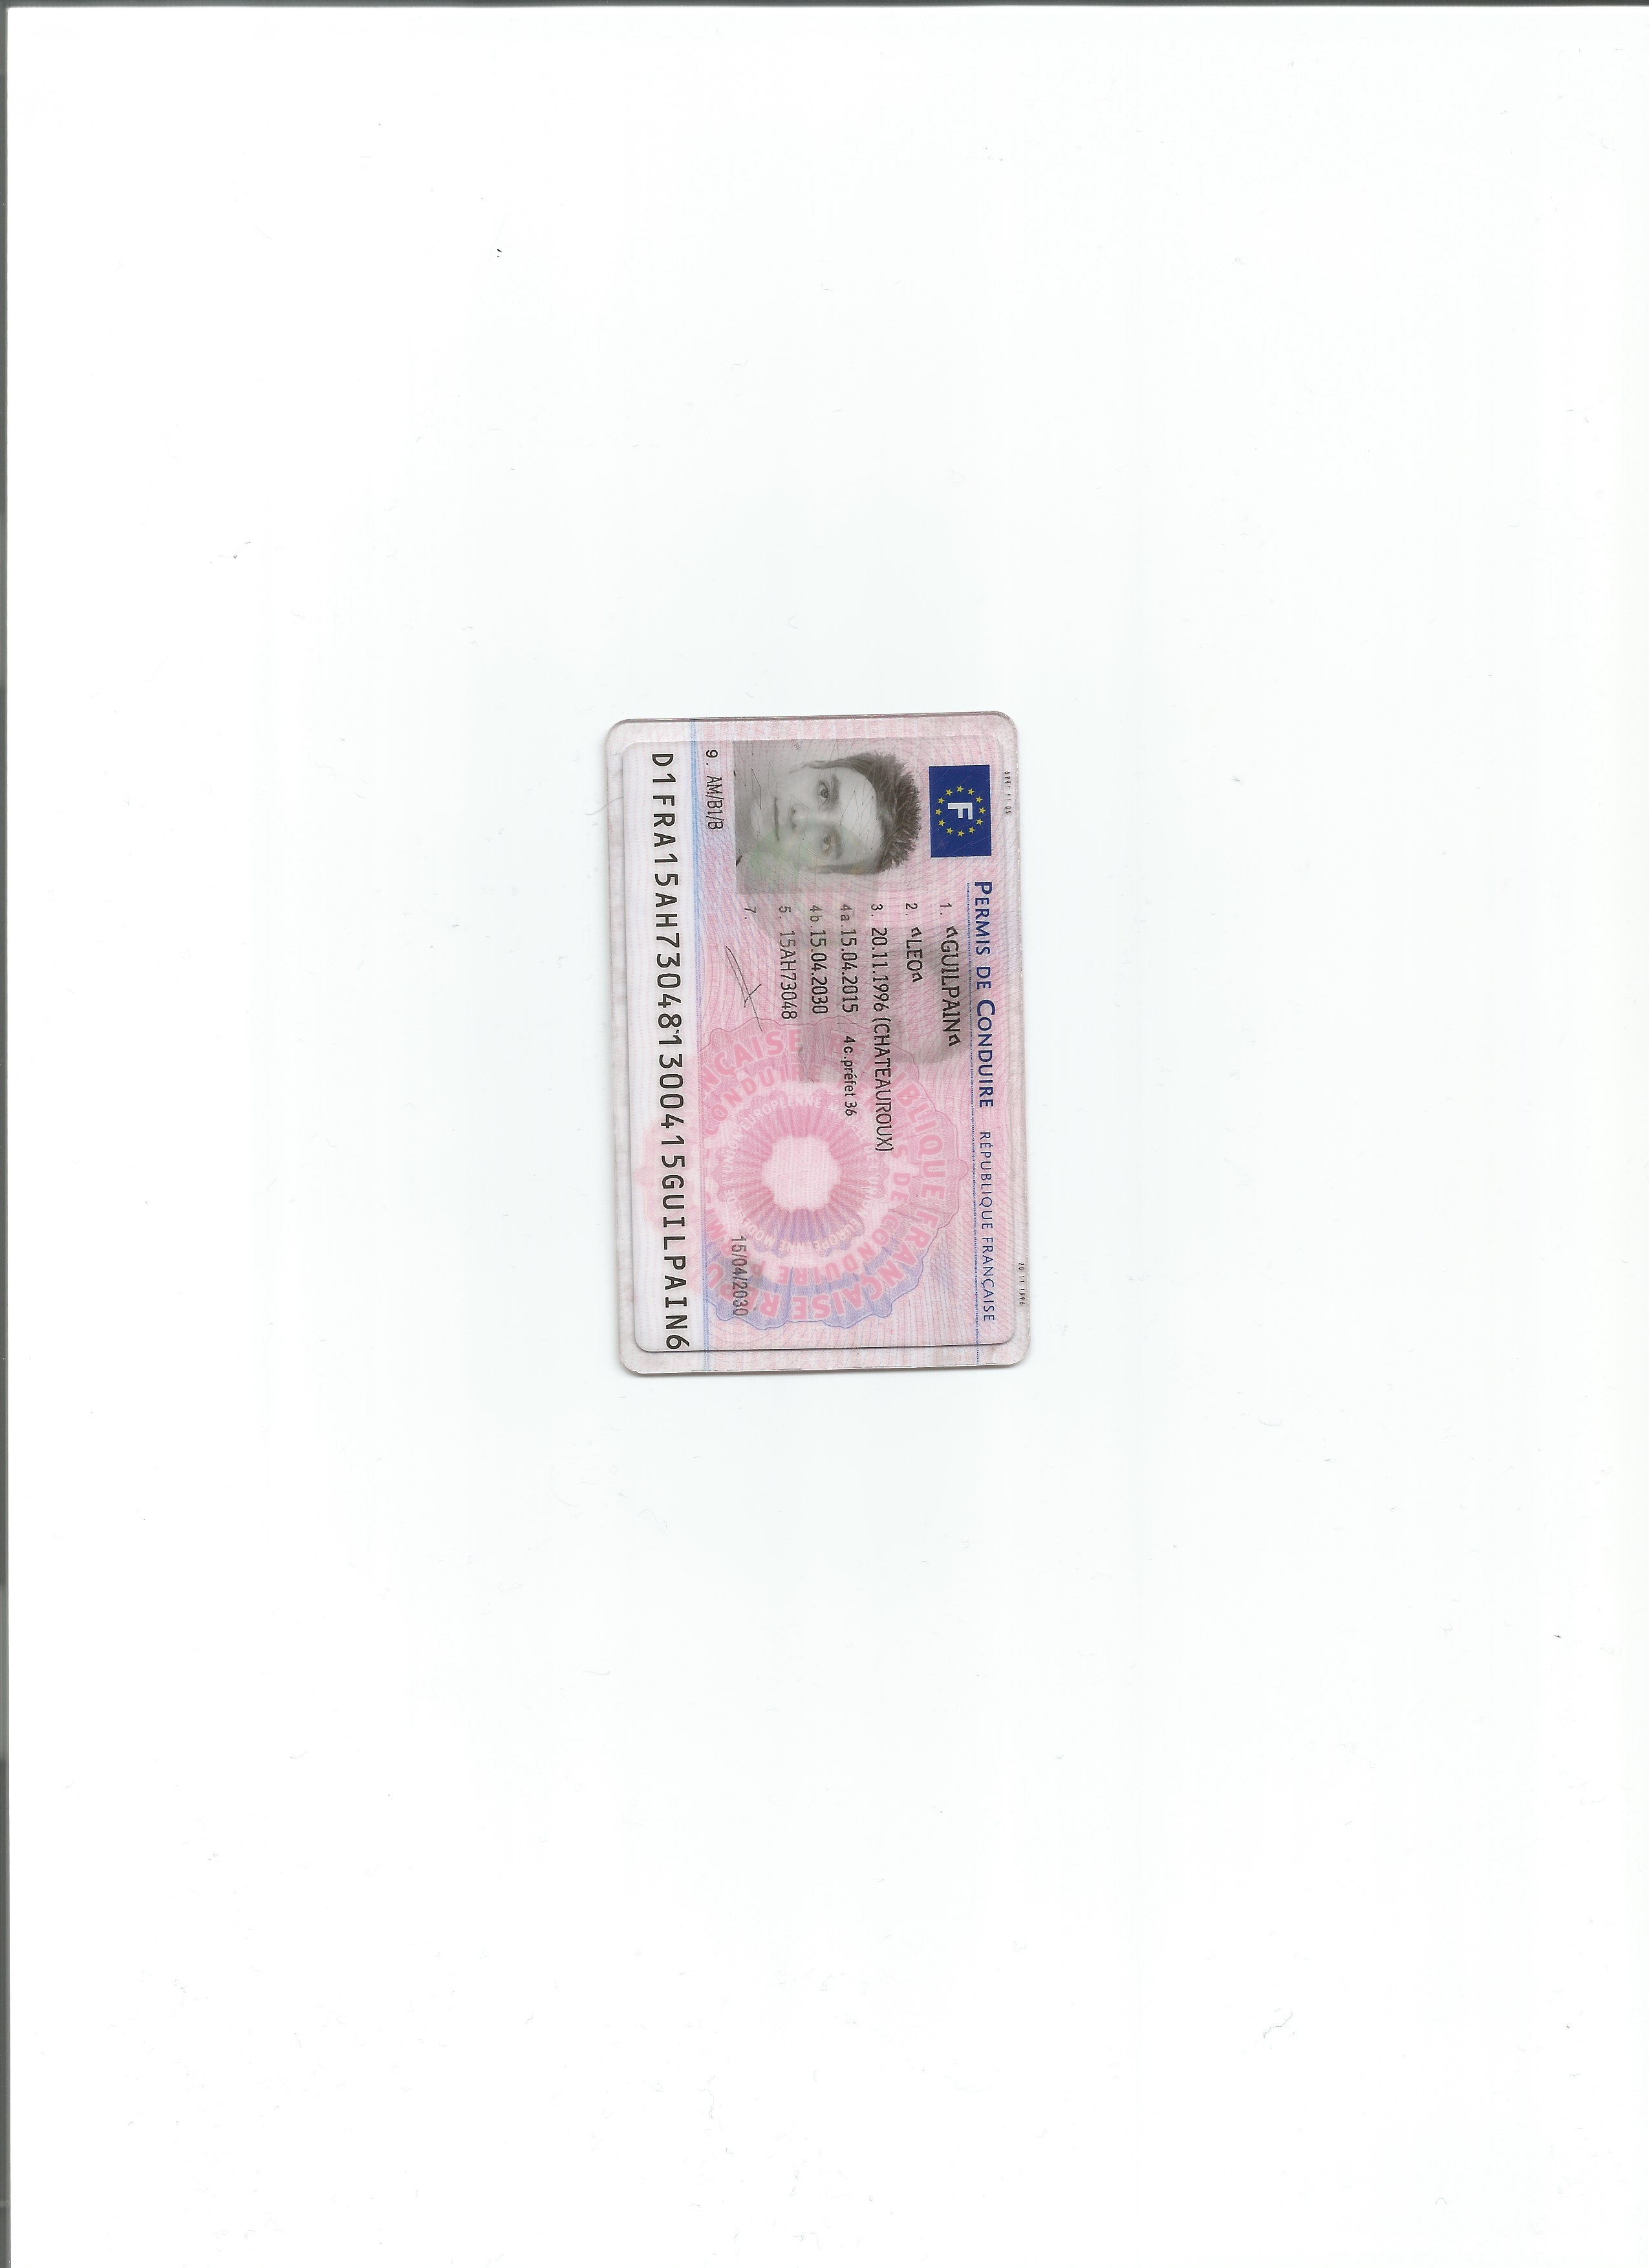 F
PERMIS DE CONDUIRE RÉPUBLIQUE FRANÇAISE
1. GUILPAIN
2. LEO
3. 20.11.1996 (CHATEAUROUX)
4a.15.04.2015 4c.préfet 36
4b.15.04.2030
5. 15AH73048
7.
15/04/2030
9. AM/B1/B
D1FRA15AH730481300415GUILPAIN6
20 11 1996